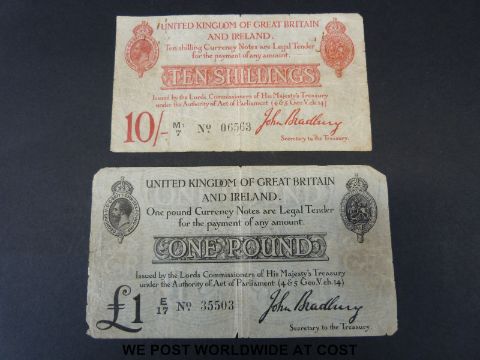 UNITED KINGDOM OF GREAT BRITAIN
AND IRELAND.
Ten shilling Currency Notes are Legal Tender
for the payment of any amount.
TEN SHILLINGS
Issued by the Lords Commissioners of His Majesty's Treasury
under the Authority of Act of Parliament (4 & 5 Geo.V. ch.14)
10/- M1/7 No 06563 John Bradbury
Secretary to the Treasury.
UNITED KINGDOM OF GREAT BRITAIN
AND IRELAND.
One pound Currency Notes are Legal Tender
for the payment of any amount.
ONE POUND
Issued by the Lords Commissioners of His Majesty's Treasury
under the Authority of Act of Parliament (4 & 5 Geo.V. ch.14)
£1 E/17 No 35503 John Bradbury
Secretary to the Treasury.
WE POST WORLDWIDE AT COST